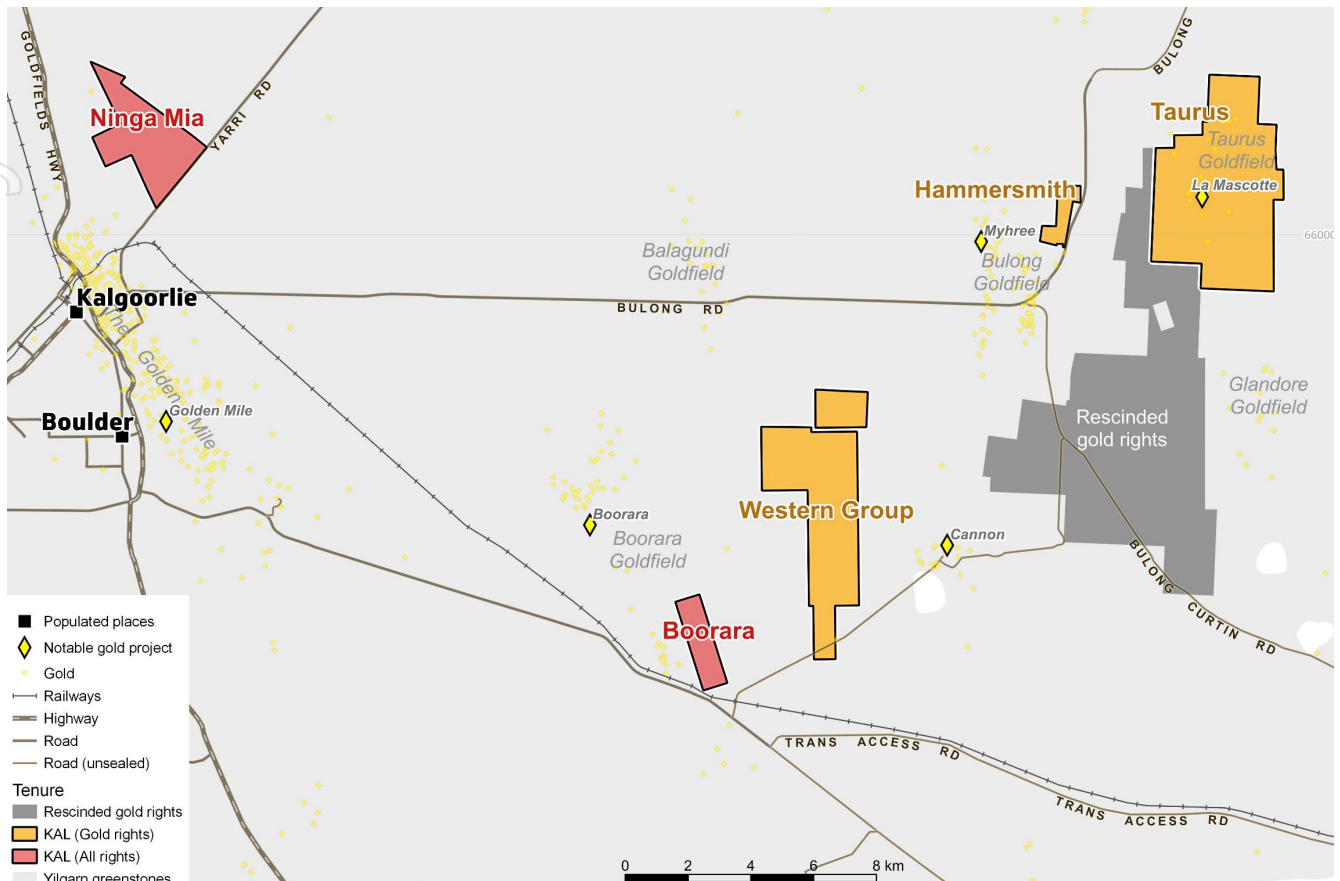 GOLDFIELDS HWY
Ninga Mia
YARRI RD
BULONG
Taurus
Taurus
Goldfield
La Mascotte
Hammersmith
Myhree
Bulong
Goldfield
66000
Balagundi
Goldfield
Kalgoorlie
BULONG RD
The Golden Mile
Golden Mile
Boulder
Glandore
Goldfield
Rescinded
gold rights
Western Group
Boorara
Boorara
Goldfield
Cannon
BULONG CURTIN RD
Boorara
TRANS ACCESS RD
TRANS ACCESS RD
Populated places
Notable gold project
Gold
Railways
Highway
Road
Road (unsealed)
Tenure
Rescinded gold rights
KAL (Gold rights)
KAL (All rights)
Yilgarn greenstones
0 2 4 6 8 km